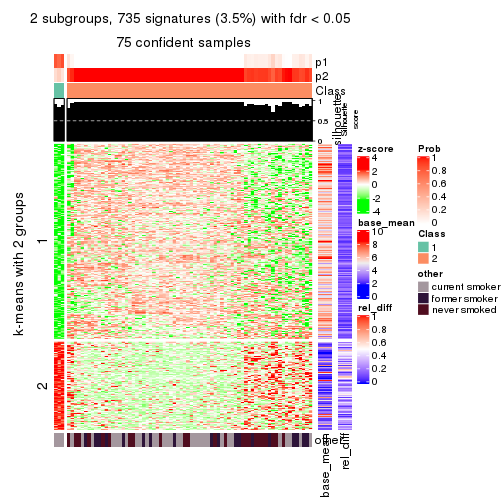 2 subgroups, 735 signatures (3.5%) with fdr < 0.05
75 confident samples
p1
p2
Class
silhouette
Silhouette
score
1
0.5
0
k-means with 2 groups
1
2
z-score
4
2
0
-2
-4
base_mean
10
8
6
4
2
0
rel_diff
1
0.8
0.6
0.4
0.2
0
Prob
1
0.8
0.6
0.4
0.2
0
Class
1
2
other
current smoker
former smoker
never smoked
other
base_mean
rel_diff